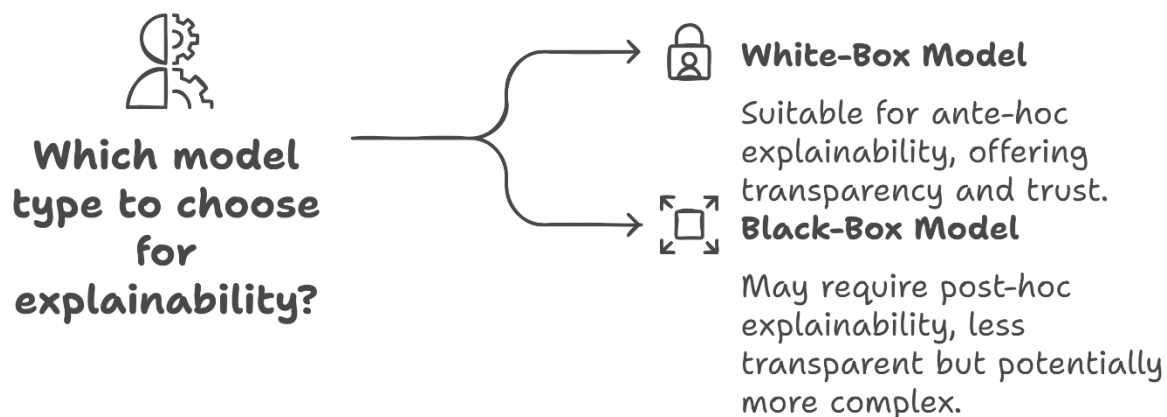 Which model
type to choose
for
explainability?
White-Box Model
Suitable for ante-hoc
explainability, offering
transparency and trust.
Black-Box Model
May require post-hoc
explainability, less
transparent but potentially
more complex.